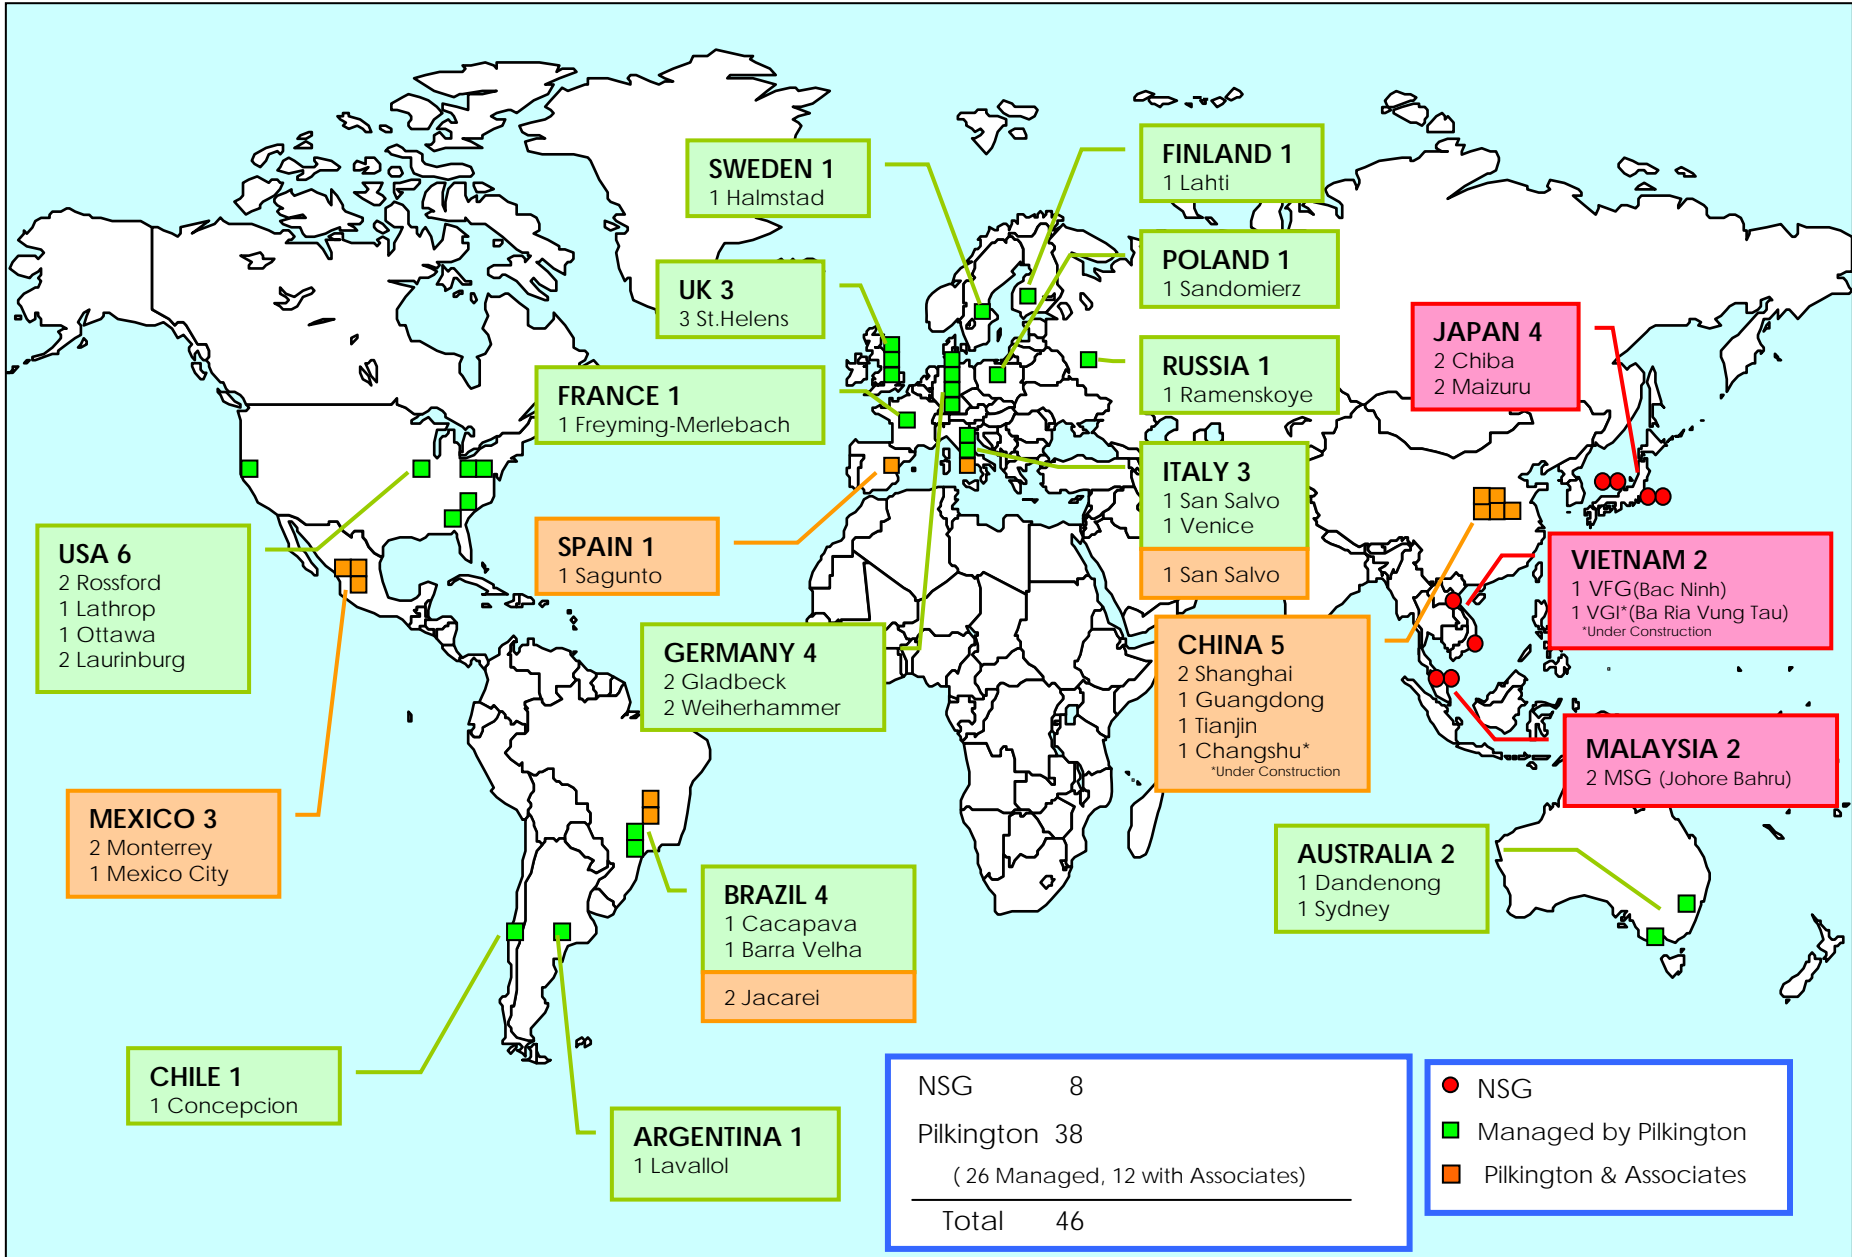 SWEDEN 1
1 Halmstad
FINLAND 1
1 Lahti
UK 3
3 St.Helens
POLAND 1
1 Sandomierz
FRANCE 1
1 Freyming-Merlebach
RUSSIA 1
1 Ramenskoye
JAPAN 4
2 Chiba
2 Maizuru
USA 6
2 Rossford
1 Lathrop
1 Ottawa
2 Laurinburg
SPAIN 1
1 Sagunto
ITALY 3
1 San Salvo
1 Venice
1 San Salvo
VIETNAM 2
1 VFG(Bac Ninh)
1 VGI*(Ba Ria Vung Tau)
*Under Construction
GERMANY 4
2 Gladbeck
2 Weiherhammer
CHINA 5
2 Shanghai
1 Guangdong
1 Tianjin
1 Changshu*
*Under Construction
MALAYSIA 2
2 MSG (Johore Bahru)
MEXICO 3
2 Monterrey
1 Mexico City
BRAZIL 4
1 Cacapava
1 Barra Velha
2 Jacarei
AUSTRALIA 2
1 Dandenong
1 Sydney
CHILE 1
1 Concepcion
ARGENTINA 1
1 Lavallol
NSG 8
Pilkington 38
( 26 Managed, 12 with Associates)
Total 46
NSG
Managed by Pilkington
Pilkington & Associates